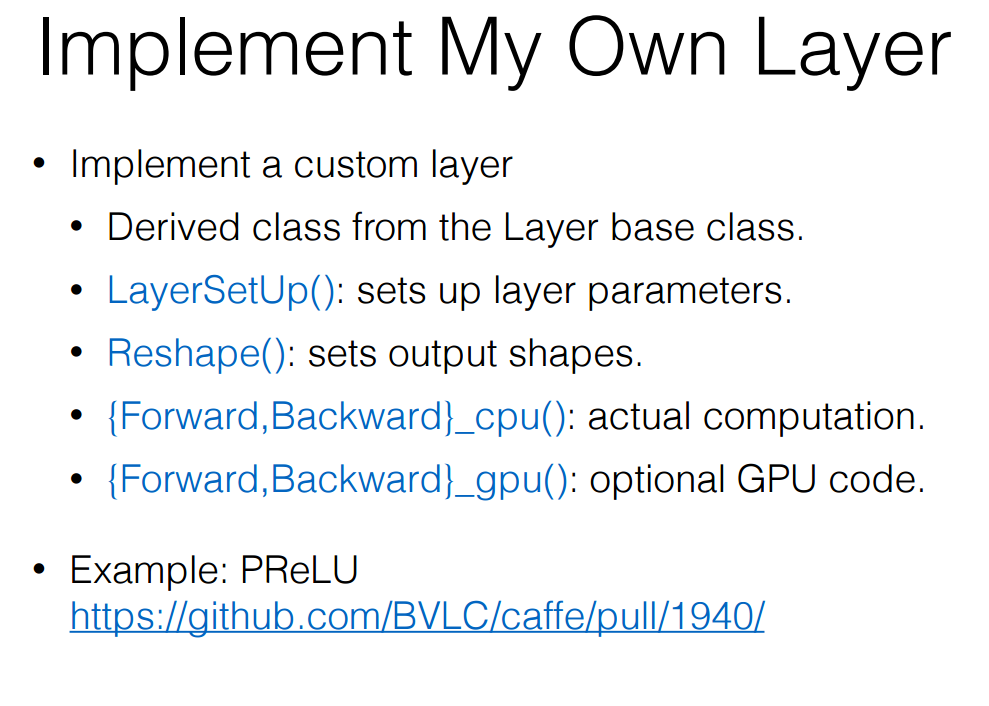 Implement My Own Layer
• Implement a custom layer
• Derived class from the Layer base class.
• LayerSetUp(): sets up layer parameters.
• Reshape(): sets output shapes.
• {Forward,Backward}_cpu(): actual computation.
• {Forward,Backward}_gpu(): optional GPU code.
• Example: PReLU
https://github.com/BVLC/caffe/pull/1940/